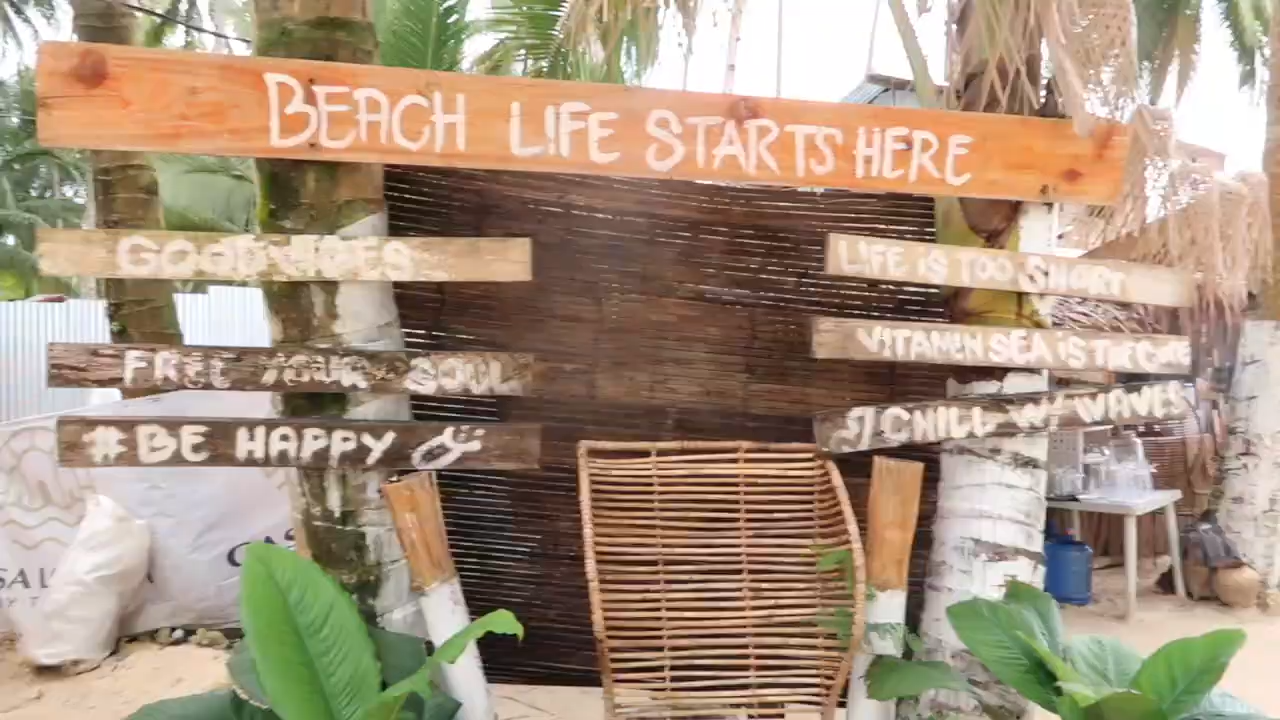 BEACH LIFE STARTS HERE
GOOD VIBES
FREE YOUR SOUL
#BE HAPPY
LIFE iS TOO SHORT
VITAMIN SEA iS THE CURE
CHILL W/ WAVES